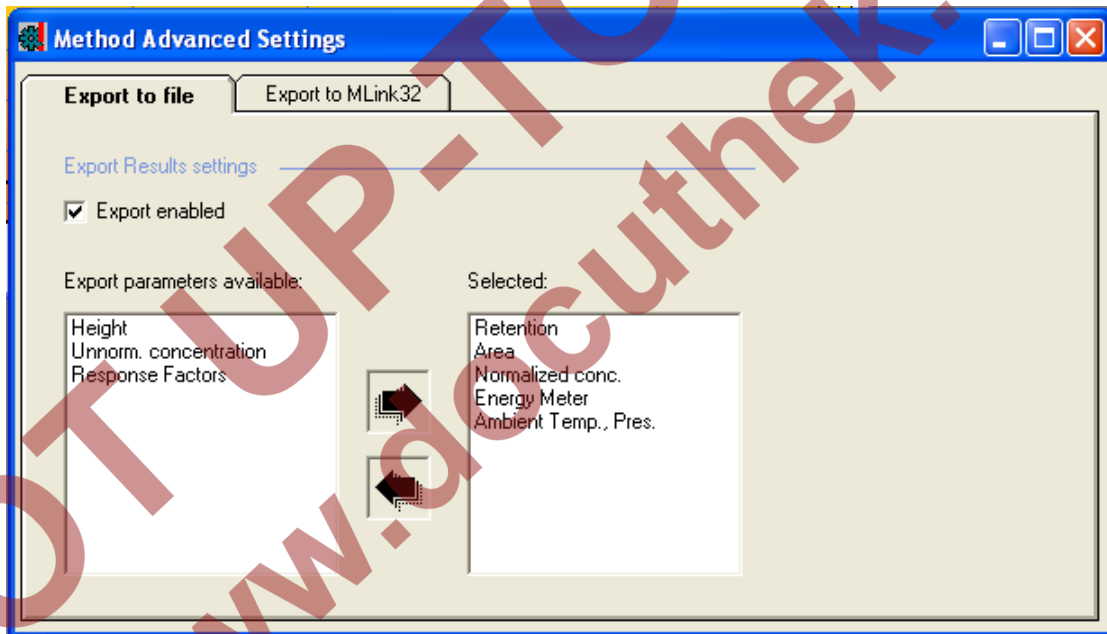 Method Advanced Settings
Export to file
Export to MLink32
Export Results settings
Export enabled
Export parameters available:
Selected:
Height
Unnorm. concentration
Response Factors
Retention
Area
Normalized conc.
Energy Meter
Ambient Temp., Pres.
OT UP-TO
ww.docuthek.